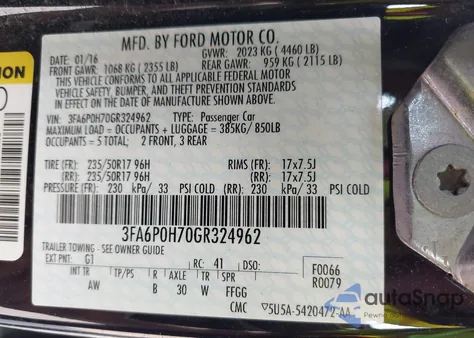 MFD. BY FORD MOTOR CO.
DATE: 01/16 GVWR: 2023 KG ( 4460 LB)
FRONT GAWR: 1068 KG ( 2355 LB) REAR GAWR: 959 KG ( 2115 LB)
THIS VEHICLE CONFORMS TO ALL APPLICABLE FEDERAL MOTOR
VEHICLE SAFETY, BUMPER, AND THEFT PREVENTION STANDARDS
IN EFFECT ON THE DATE OF MANUFACTURE SHOWN ABOVE.
VIN: 3FA6P0H70GR324962 TYPE: Passenger Car
MAXIMUM LOAD = OCCUPANTS + LUGGAGE = 385KG/ 850LB
OCCUPANTS = 5 TOTAL; 2 FRONT, 3 REAR
TIRE (FR): 235/50R17 96H RIMS (FR): 17×7.5J
(RR): 235/50R17 96H (RR): 17×7.5J
PRESSURE (FR): 230 kPa/ 33 PSI COLD (RR): 230 kPa/ 33 PSI COLD
3FA6P0H70GR324962
TRAILER TOWING - SEE OWNER GUIDE
EXT PNT: G1 RC: 41 DSO: F0066
R0079
INT TR TP/PS R AXLE TR SPR
AW B 30 W FFGG
CMC 5U5A-5420472-AA
autoSnap